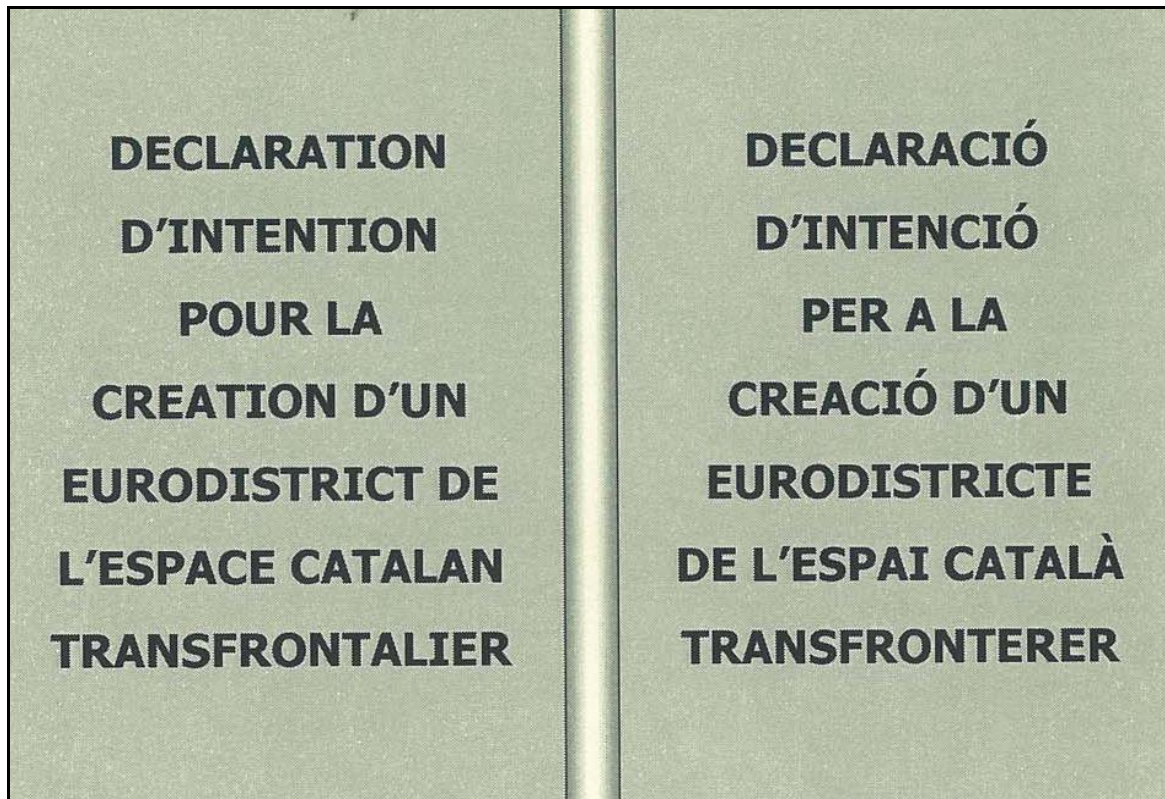 DECLARATION
D'INTENTION
POUR LA
CREATION D'UN
EURODISTRICT DE
L'ESPACE CATALAN
TRANSFRONTALIER
DECLARACIÓ
D'INTENCIÓ
PER A LA
CREACIÓ D'UN
EURODISTRICTE
DE L'ESPAI CATALÀ
TRANSFRONTERER